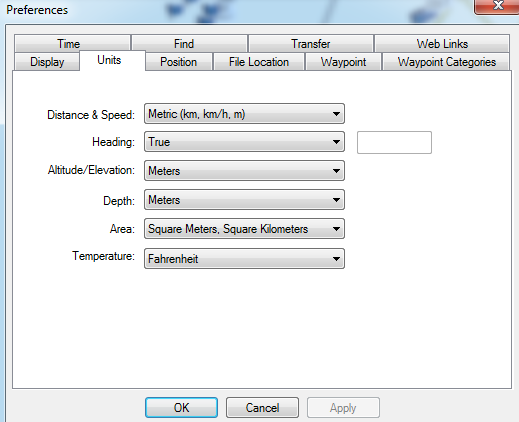 Preferences
Time Find Transfer Web Links
Display Units Position File Location Waypoint Waypoint Categories
Distance & Speed: Metric (km, km/h, m)
Heading: True
Altitude/Elevation: Meters
Depth: Meters
Area: Square Meters, Square Kilometers
Temperature: Fahrenheit
OK Cancel Apply